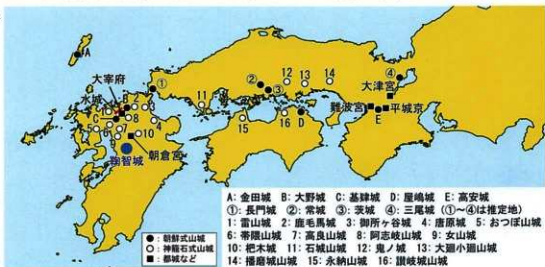 A
大宰府
水城
B
C
朝倉宮
鞠智城
①
②
③
④
大津宮
難波宮
平城京
D
E
11
12
13
14
15
16
●：朝鮮式山城
○：神籠石式山城
■：都城など
A: 金田城 B: 大野城 C: 基肄城 D: 屋嶋城 E: 高安城
①: 長門城 ②: 常城 ③: 茨城 ④: 三尾城 (①～④は推定地)
1: 雷山城 2: 鹿毛馬城 3: 御所ヶ谷城 4: 唐原城 5: おつぼ山城
6: 帯隈山城 7: 高良山城 8: 阿志岐山城 9: 女山城
10: 杷木城 11: 石城山城 12: 鬼ノ城 13: 大廻小廻山城
14: 播磨城山城 15: 永納山城 16: 讃岐城山城